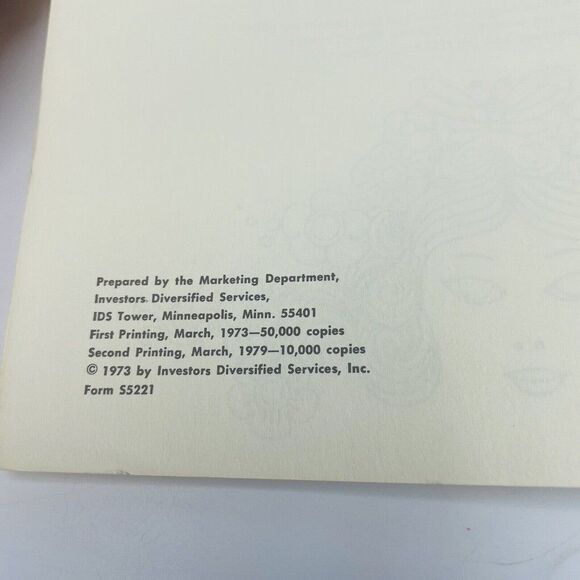 Prepared by the Marketing Department,
Investors Diversified Services,
IDS Tower, Minneapolis, Minn. 55401
First Printing, March, 1973—50,000 copies
Second Printing, March, 1979—10,000 copies
© 1973 by Investors Diversified Services, Inc.
Form S5221